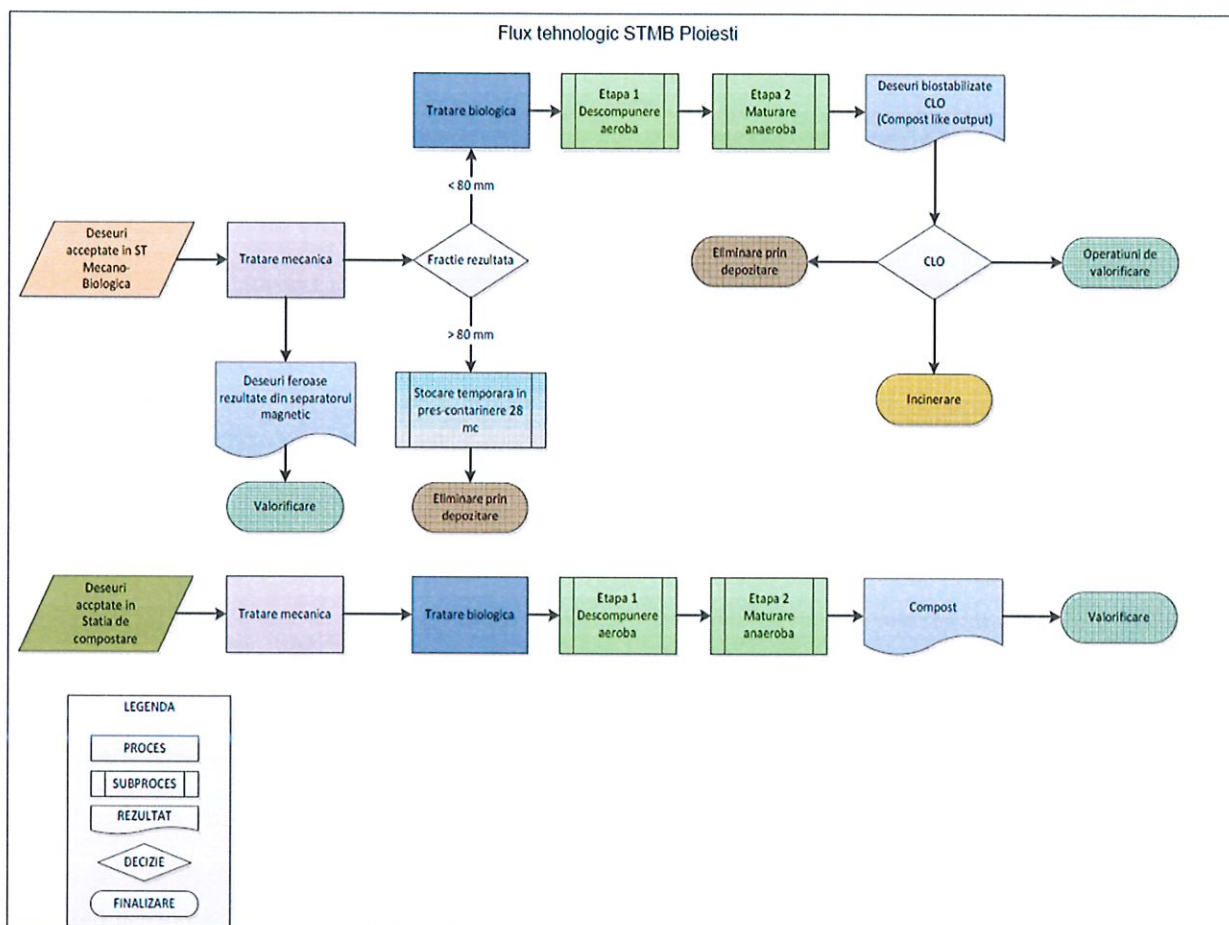 Flux tehnologic STMB Ploiesti
Tratare biologica
Etapa 1
Descompunere
aeroba
Etapa 2
Maturare
anaeroba
Deseuri biostabilizate
CLO
(Compost like output)
< 80 mm
Deseuri
acceptate in ST
Mecano-
Biologica
Tratare mecanica
Fractie rezultata
Eliminare prin
depozitare
CLO
Operatiuni de
valorificare
> 80 mm
Deseuri feroase
rezultate din separatorul
magnetic
Stocare temporara in
pres-contarinere 28
mc
Incinerare
Valorificare
Eliminare prin
depozitare
Deseuri
accptate in
Statia de
compostare
Tratare mecanica
Tratare biologica
Etapa 1
Descompunere
aeroba
Etapa 2
Maturare
anaeroba
Compost
Valorificare
LEGENDA
PROCES
SUBPROCES
REZULTAT
DECIZIE
FINALIZARE